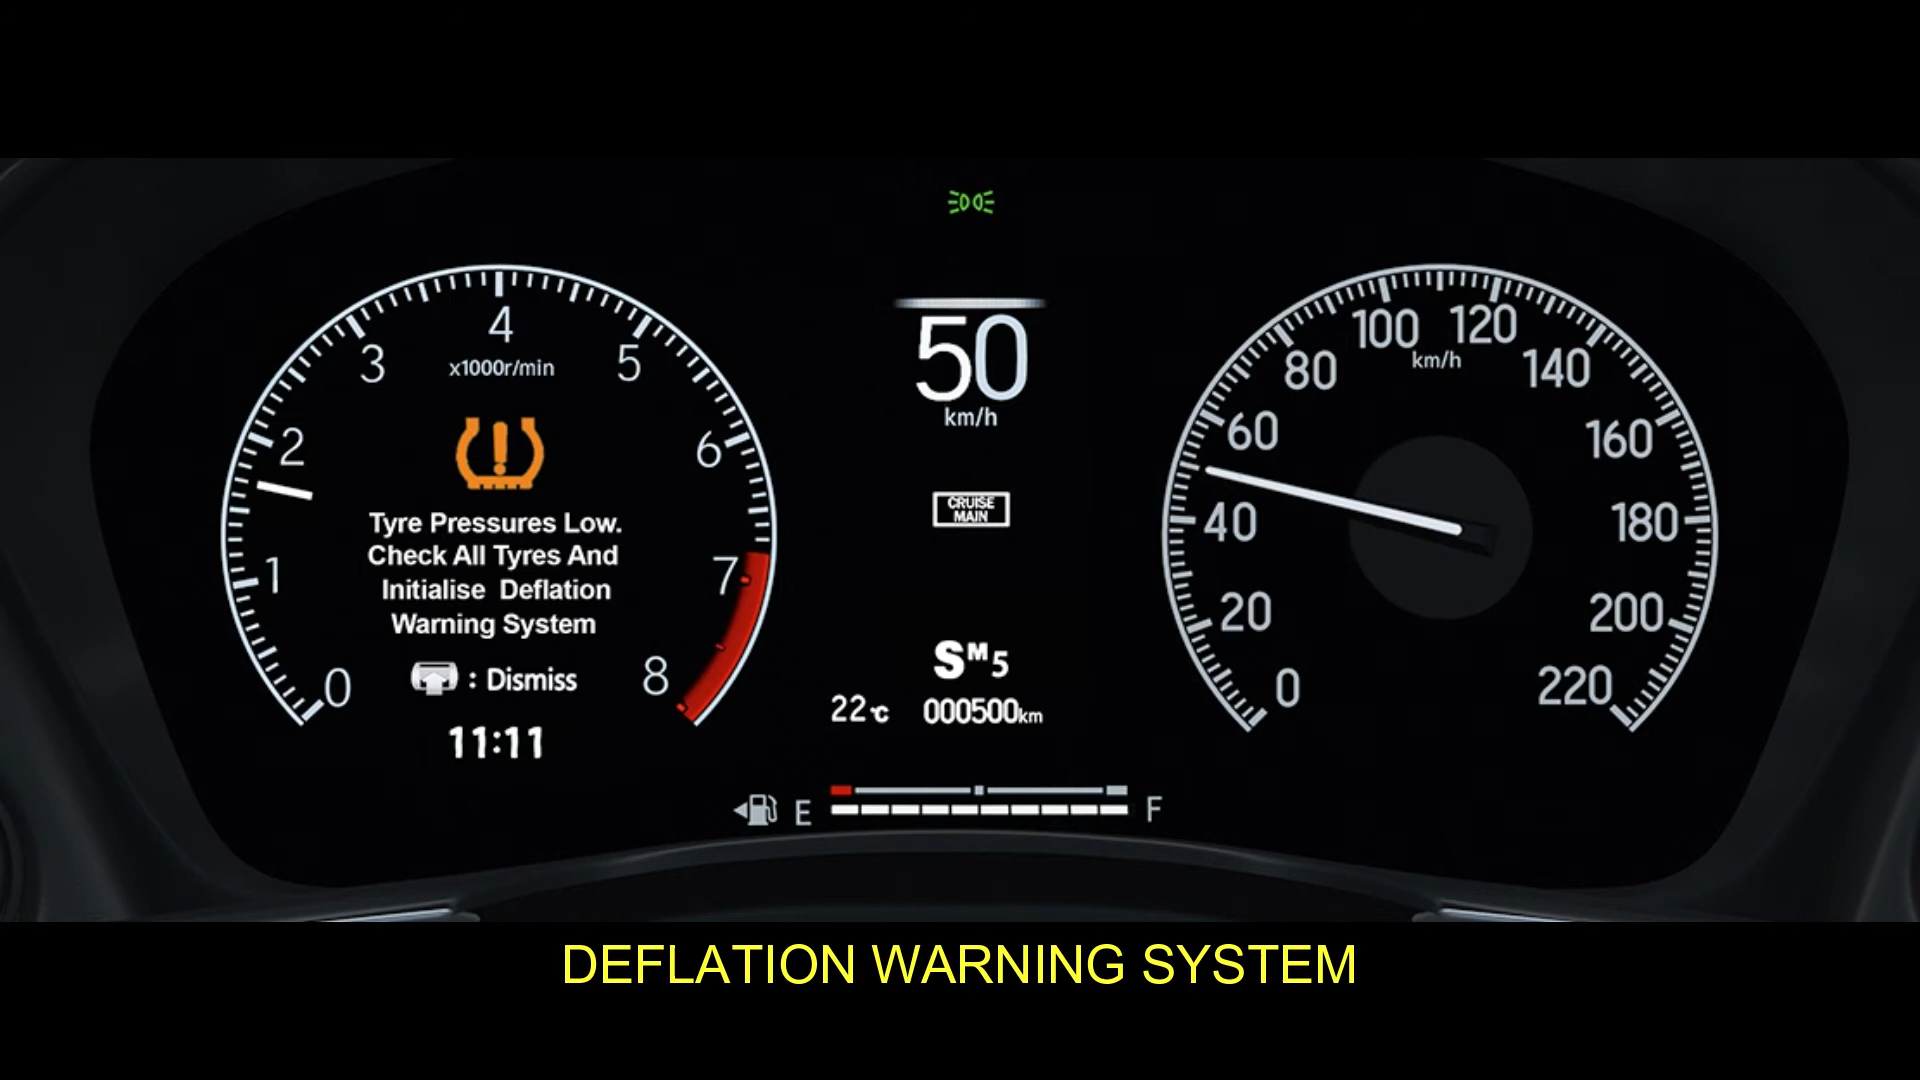 4
3
5
x1000r/min
2
6
1
7
0
8
Tyre Pressures Low.
Check All Tyres And
Initialise Deflation
Warning System
: Dismiss
11:11
50
km/h
CRUISE
MAIN
SM5
22°C 000500km
E F
100 120
km/h
80 140
60 160
40 180
20 200
0 220
DEFLATION WARNING SYSTEM